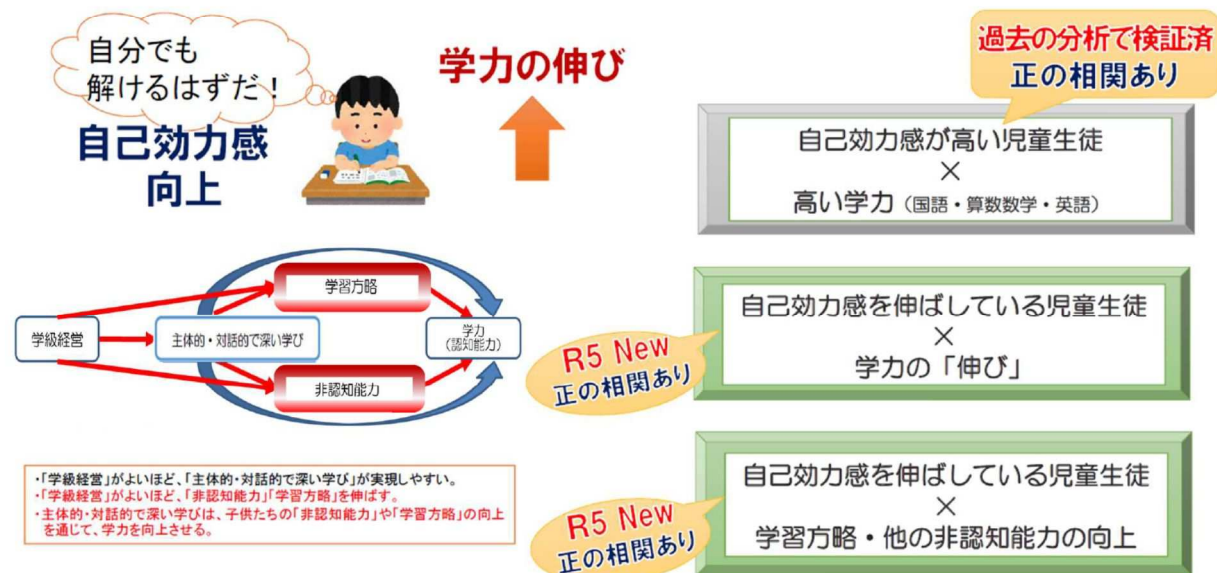 自分でも
解けるはずだ！
自己効力感
向上
学力の伸び
過去の分析で検証済
正の相関あり
自己効力感が高い児童生徒
×
高い学力（国語・算数数学・英語）
学級経営
主体的・対話的で深い学び
学習方略
非認知能力
学力
（認知能力）
R5 New
正の相関あり
自己効力感を伸ばしている児童生徒
×
学力の「伸び」
・「学級経営」がよいほど、「主体的・対話的で深い学び」が実現しやすい。
・「学級経営」がよいほど、「非認知能力」「学習方略」を伸ばす。
・主体的・対話的で深い学びは、子供たちの「非認知能力」や「学習方略」の向上
を通じて、学力を向上させる。
R5 New
正の相関あり
自己効力感を伸ばしている児童生徒
×
学習方略・他の非認知能力の向上